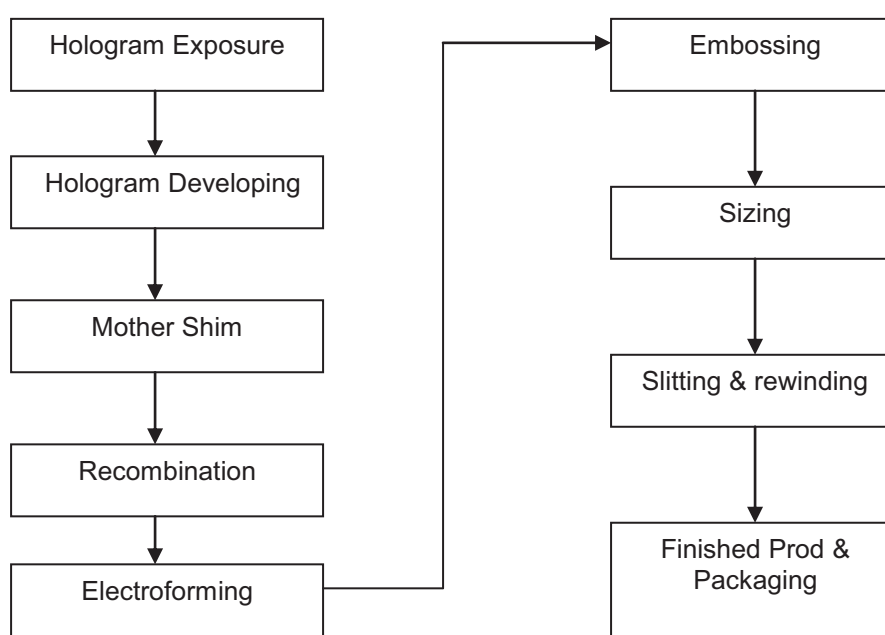 Hologram Exposure
Hologram Developing
Mother Shim
Recombination
Electroforming
Embossing
Sizing
Slitting & rewinding
Finished Prod &
Packaging